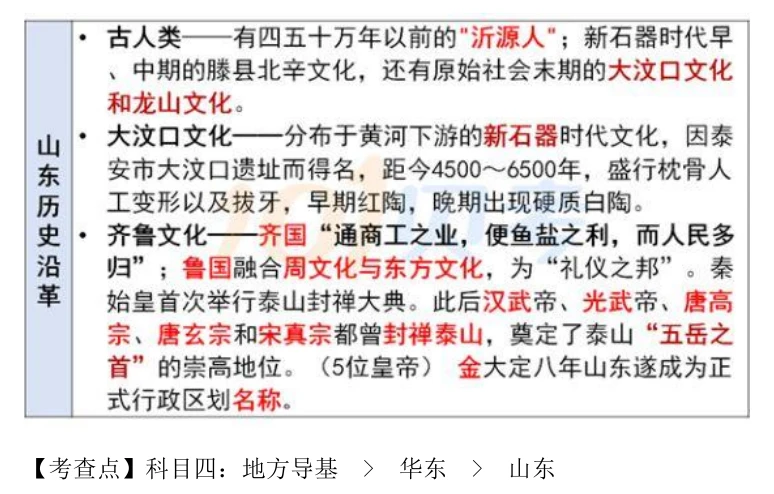 山东历史沿革
• 古人类——有四五十万年以前的"沂源人"；新石器时代早
、中期的滕县北辛文化，还有原始社会末期的大汶口文化
和龙山文化。
• 大汶口文化——分布于黄河下游的新石器时代文化，因泰
安市大汶口遗址而得名，距今4500～6500年，盛行枕骨人
工变形以及拔牙，早期红陶，晚期出现硬质白陶。
• 齐鲁文化——齐国“通商工之业，便鱼盐之利，而人民多
归”；鲁国融合周文化与东方文化，为“礼仪之邦”。秦
始皇首次举行泰山封禅大典。此后汉武帝、光武帝、唐高
宗、唐玄宗和宋真宗都曾封禅泰山，奠定了泰山“五岳之
首”的崇高地位。（5位皇帝） 金大定八年山东遂成为正
式行政区划名称。
【考查点】科目四：地方导基 > 华东 > 山东